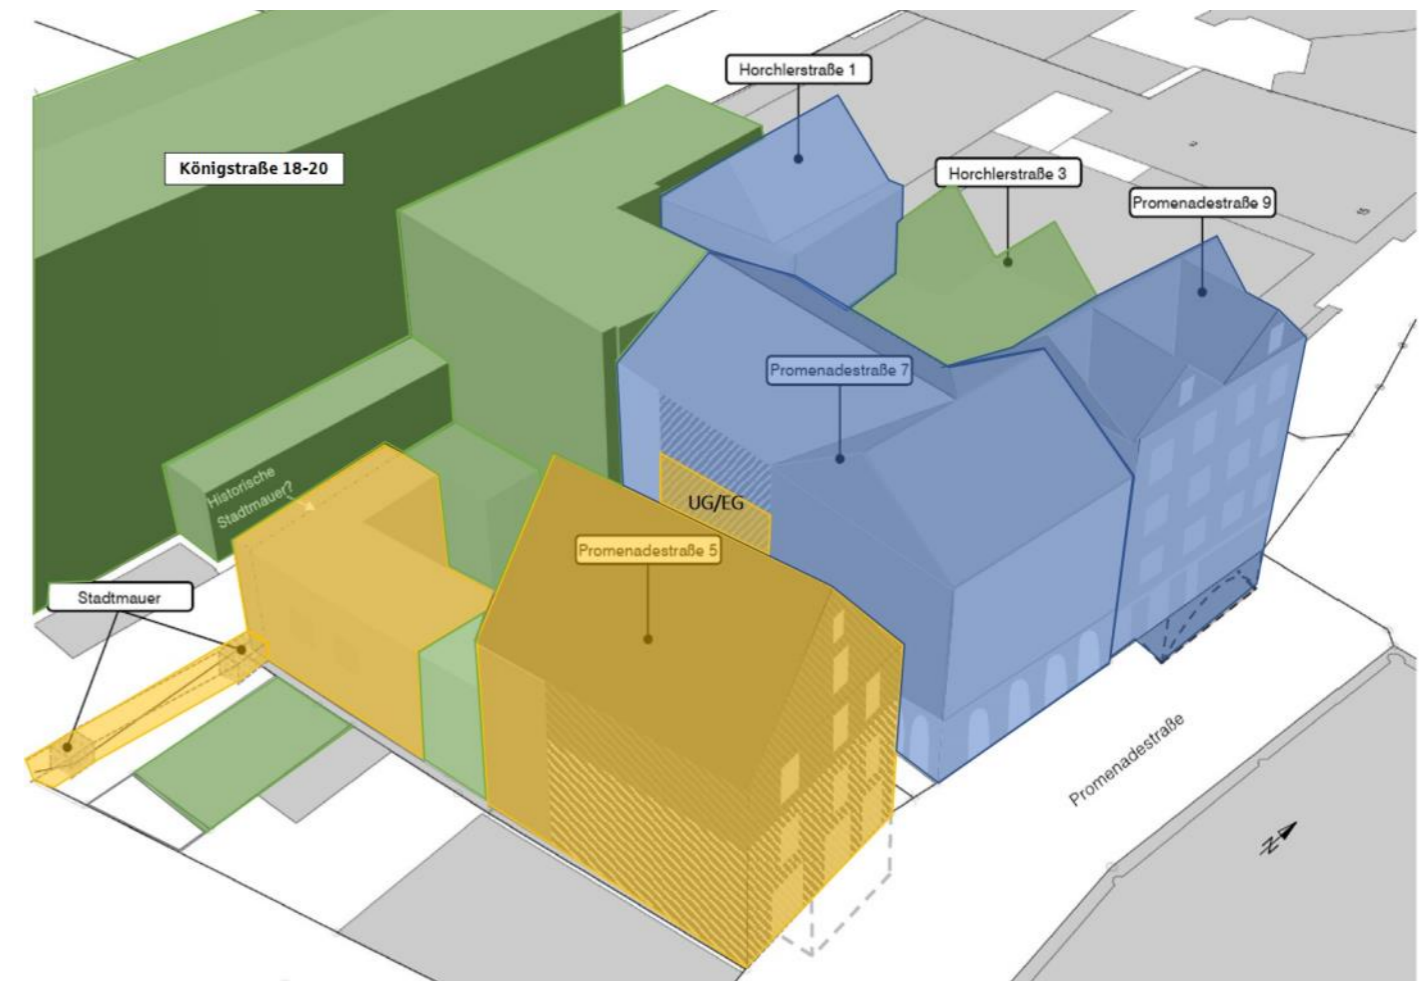 Horchlerstraße 1
Königstraße 18-20
Horchlerstraße 3
Promenadestraße 9
Promenadestraße 7
Historische
Stadtmauer?
UG/EG
Promenadestraße 5
Stadtmauer
Promenadestraße
N